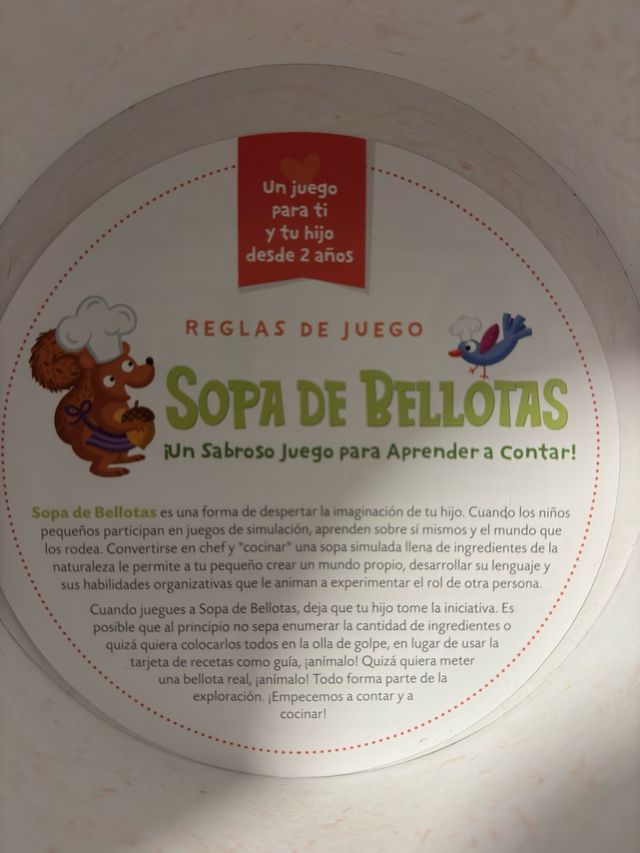 Un juego
para ti
y tu hijo
desde 2 años
REGLAS DE JUEGO
SOPA DE BELLOTAS
¡Un Sabroso Juego para Aprender a Contar!
Sopa de Bellotas es una forma de despertar la imaginación de tu hijo. Cuando los niños
pequeños participan en juegos de simulación, aprenden sobre sí mismos y el mundo que
los rodea. Convertirse en chef y "cocinar" una sopa simulada llena de ingredientes de la
naturaleza le permite a tu pequeño crear un mundo propio, desarrollar su lenguaje y
sus habilidades organizativas que le animan a experimentar el rol de otra persona.
Cuando juegues a Sopa de Bellotas, deja que tu hijo tome la iniciativa. Es
posible que al principio no sepa enumerar la cantidad de ingredientes o
quizá quiera colocarlos todos en la olla de golpe, en lugar de usar la
tarjeta de recetas como guía, ¡anímalo! Quizá quiera meter
una bellota real, ¡anímalo! Todo forma parte de la
exploración. ¡Empecemos a contar y a
cocinar!